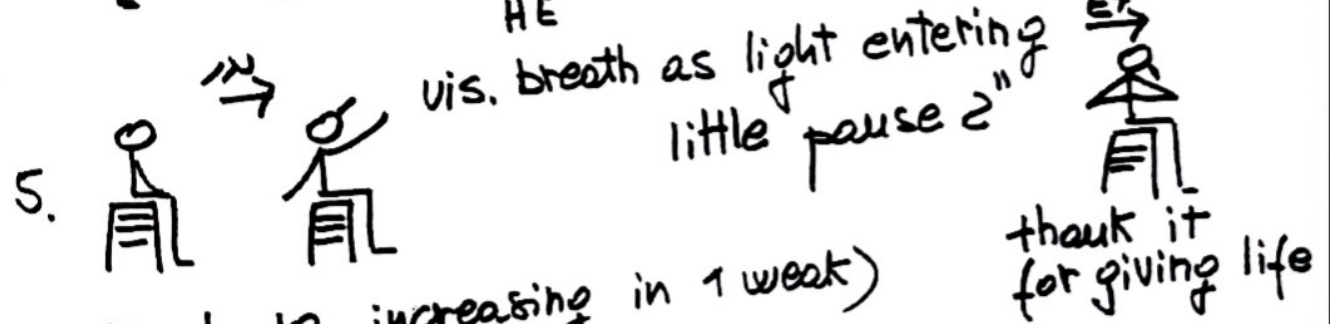 HE
IN
EX
vis. breath as light entering
little pause 2"
5.
thank it
for giving life
increasing in 1 weak)